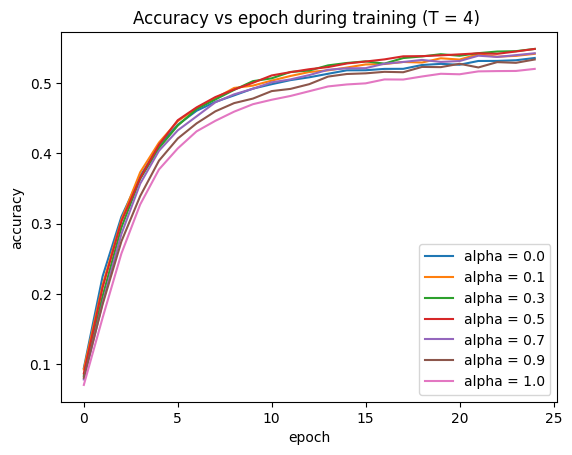 Accuracy vs epoch during training (T = 4)
accuracy
0.5
0.4
0.3
0.2
0.1
alpha = 0.0
alpha = 0.1
alpha = 0.3
alpha = 0.5
alpha = 0.7
alpha = 0.9
alpha = 1.0
0 5 10 15 20 25
epoch